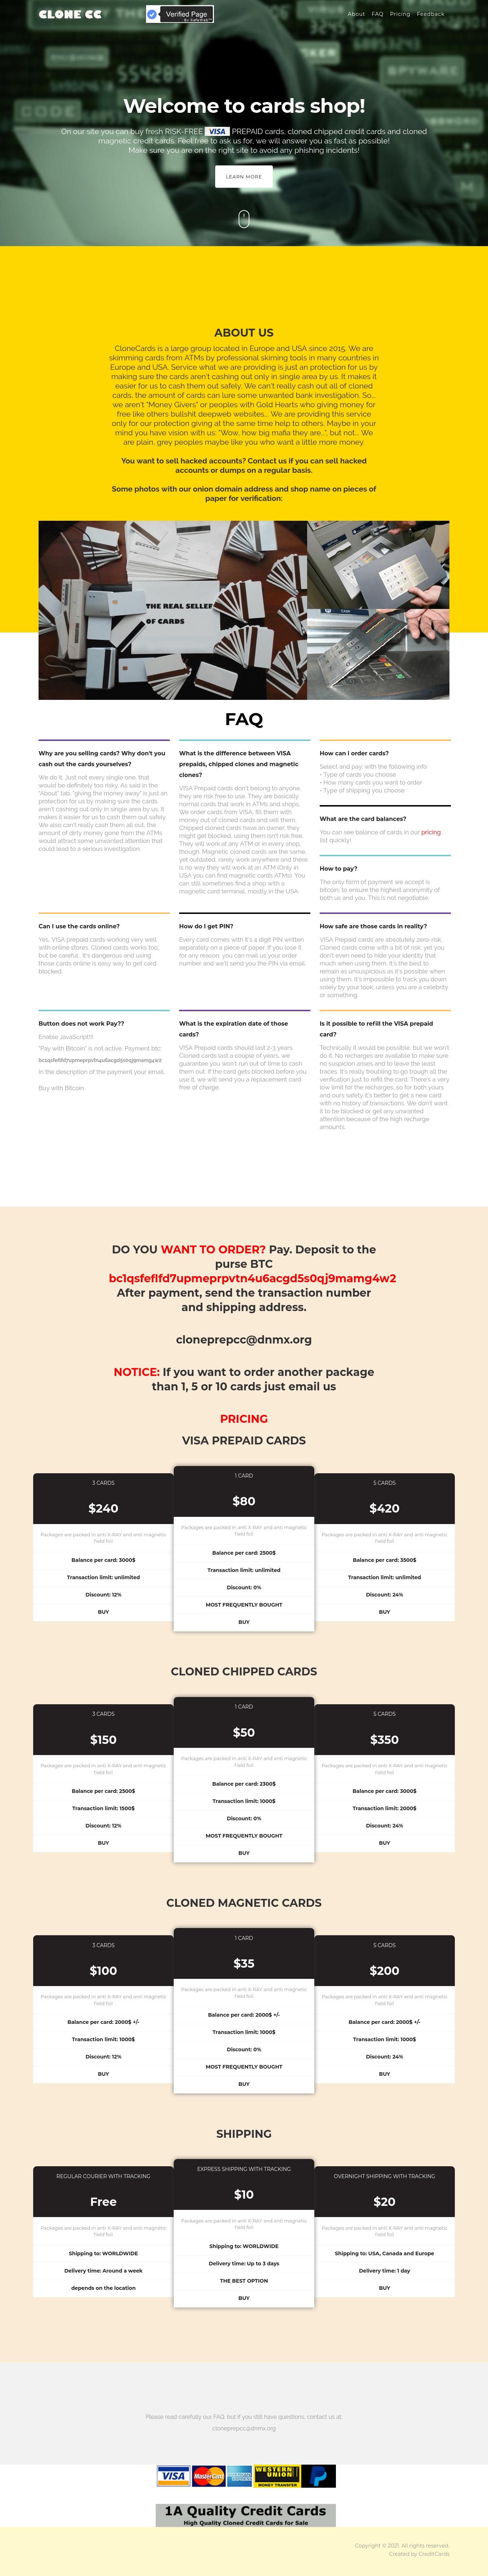 CLONE CC
Verified Page
About FAQ Pricing Feedback
Welcome to cards shop!
On our site you can buy fresh RISK-FREE VISA PREPAID cards, cloned chipped credit cards and cloned
magnetic credit cards. Feel free to ask us for, we will answer you as fast as possible!
Make sure you are on the right site to avoid any phishing incidents!
LEARN MORE
ABOUT US
CloneCards is a large group located in Europe and USA since 2015. We are
skimming cards from ATMs by professional skiming tools in many countries in
Europe and USA. Service what we are providing is just an protection for us by
making sure the cards aren't cashing out only in single area by us. It makes it
easier for us to cash them out safely. We can't really cash out all of cloned
cards, the amount of cards can lure some unwanted bank investigation. So...
we aren't "Money Givers" or peoples with Gold Hearts who giving money for
free like others bullshit deepweb websites... We are providing this service
only for our protection giving at the same time help to others. Maybe in your
mind you have vision with us: "Wow, how big mafia they are...", but not... We
are plain, grey peoples maybe like you who want a little more money.
You want to sell hacked accounts? Contact us if you can sell hacked
accounts or dumps on a regular basis.
Some photos with our onion domain address and shop name on pieces of
paper for verification:
THE REAL SELLER
OF CARDS
FAQ
Why are you selling cards? Why don't you
cash out the cards yourselves?
We do it. Just not every single one, that
would be definitely too risky. As said in the
"About" tab, "giving the money away" is just an
protection for us by making sure the cards
aren't cashing out only in single area by us. It
makes it easier for us to cash them out safely.
We also can't really cash them all out, the
amount of dirty money gone from the ATMs
would attract some unwanted attention that
could lead to a serious investigation.
What is the difference between VISA
prepaids, chipped clones and magnetic
clones?
VISA Prepaid cards don't belong to anyone,
they are risk free to use. They are basically
normal cards that work in ATMs and shops.
We order cards from VISA, fill them with
money out of cloned cards and sell them.
Chipped cloned cards have an owner, they
might get blocked, using them isn't risk free.
They will work at any ATM or in every shop,
though. Magnetic cloned cards are the same,
yet outdated, rarely work anywhere and there
is no way they will work at an ATM (Only in
USA you can find magnetic cards ATMs). You
can still sometimes find a shop with a
magnetic card terminal, mostly in the USA.
How can i order cards?
Select and pay: with the following info:
• Type of cards you choose
• How many cards you want to order
• Type of shipping you choose
What are the card balances?
You can see balance of cards in our pricing
list quickly!
How to pay?
The only form of payment we accept is
bitcoin, to ensure the highest anonymity of
both us and you. This is not negotiable.
Can I use the cards online?
Yes, VISA prepaid cards working very well
with online stores. Cloned cards works too,
but be careful . It's dangerous and using
those cards online is easy way to get card
blocked.
How do I get PIN?
Every card comes with it's 4 digit PIN written
separately on a piece of paper. If you lose it
for any reason, you can mail us your order
number and we'll send you the PIN via email.
How safe are those cards in reality?
VISA Prepaid cards are absolutely zero-risk.
Cloned cards come with a bit of risk, yet you
don't even need to hide your identity that
much when using them. It's the best to
remain as unsuspicious as it's possible when
using them. It's impossible to track you down
solely by your look, unless you are a celebrity
or something.
Button does not work Pay??
Enable JavaScript!!!
"Pay with Bitcoin" is not active. Payment btc:
bc1qsfeflfd7upmeprpvtn4u6acgd5s0qj9mamg4w2
In the description of the payment your email.
Buy with Bitcoin
What is the expiration date of those
cards?
VISA Prepaid cards should last 2-3 years.
Cloned cards last a couple of years, we
guarantee you won't run out of time to cash
them out. If the card gets blocked before you
use it, we will send you a replacement card
free of charge.
Is it possible to refill the VISA prepaid
card?
Technically it would be possible, but we won't
do it. No recharges are available to make sure
no suspicion arises and to leave the least
traces. It's really troubling to go trough all the
verification just to refill the card. There's a very
low limit for the recharges, so for both yours
and ours safety it's better to get a new card
with no history of transactions. We don't want
it to be blocked or get any unwanted
attention because of the high recharge
amounts.
DO YOU WANT TO ORDER? Pay. Deposit to the
purse BTC
bc1qsfeflfd7upmeprpvtn4u6acgd5s0qj9mamg4w2
After payment, send the transaction number
and shipping address.
cloneprepcc@dnmx.org
NOTICE: If you want to order another package
than 1, 5 or 10 cards just email us
PRICING
VISA PREPAID CARDS
3 CARDS
$240
Packages are packed in anti X-RAY and anti magnetic
field foil
Balance per card: 3000$
Transaction limit: unlimited
Discount: 12%
BUY
1 CARD
$80
Packages are packed in anti X-RAY and anti magnetic
field foil
Balance per card: 2500$
Transaction limit: unlimited
Discount: 0%
MOST FREQUENTLY BOUGHT
BUY
5 CARDS
$420
Packages are packed in anti X-RAY and anti magnetic
field foil
Balance per card: 3500$
Transaction limit: unlimited
Discount: 24%
BUY
CLONED CHIPPED CARDS
3 CARDS
$150
Packages are packed in anti X-RAY and anti magnetic
field foil
Balance per card: 2500$
Transaction limit: 1500$
Discount: 12%
BUY
1 CARD
$50
Packages are packed in anti X-RAY and anti magnetic
field foil
Balance per card: 2300$
Transaction limit: 1000$
Discount: 0%
MOST FREQUENTLY BOUGHT
BUY
5 CARDS
$350
Packages are packed in anti X-RAY and anti magnetic
field foil
Balance per card: 3000$
Transaction limit: 2000$
Discount: 24%
BUY
CLONED MAGNETIC CARDS
3 CARDS
$100
Packages are packed in anti X-RAY and anti magnetic
field foil
Balance per card: 2000$ +/-
Transaction limit: 1000$
Discount: 12%
BUY
1 CARD
$35
Packages are packed in anti X-RAY and anti magnetic
field foil
Balance per card: 2000$ +/-
Transaction limit: 1000$
Discount: 0%
MOST FREQUENTLY BOUGHT
BUY
5 CARDS
$200
Packages are packed in anti X-RAY and anti magnetic
field foil
Balance per card: 2000$ +/-
Transaction limit: 1000$
Discount: 24%
BUY
SHIPPING
REGULAR COURIER WITH TRACKING
Free
Packages are packed in anti X-RAY and anti magnetic
field foil
Shipping to: WORLDWIDE
Delivery time: Around a week
depends on the location
EXPRESS SHIPPING WITH TRACKING
$10
Packages are packed in anti X-RAY and anti magnetic
field foil
Shipping to: WORLDWIDE
Delivery time: Up to 3 days
THE BEST OPTION
BUY
OVERNIGHT SHIPPING WITH TRACKING
$20
Packages are packed in anti X-RAY and anti magnetic
field foil
Shipping to: USA, Canada and Europe
Delivery time: 1 day
BUY
Please read carefully our FAQ, but if you still have questions, contact us at:
cloneprepcc@dnmx.org
VISA MasterCard AMERICAN EXPRESS WESTERN UNION MONEY TRANSFER
1A Quality Credit Cards
High Quality Cloned Credit Cards for Sale
Copyright © 2021. All rights reserved.
Created by CreditCards